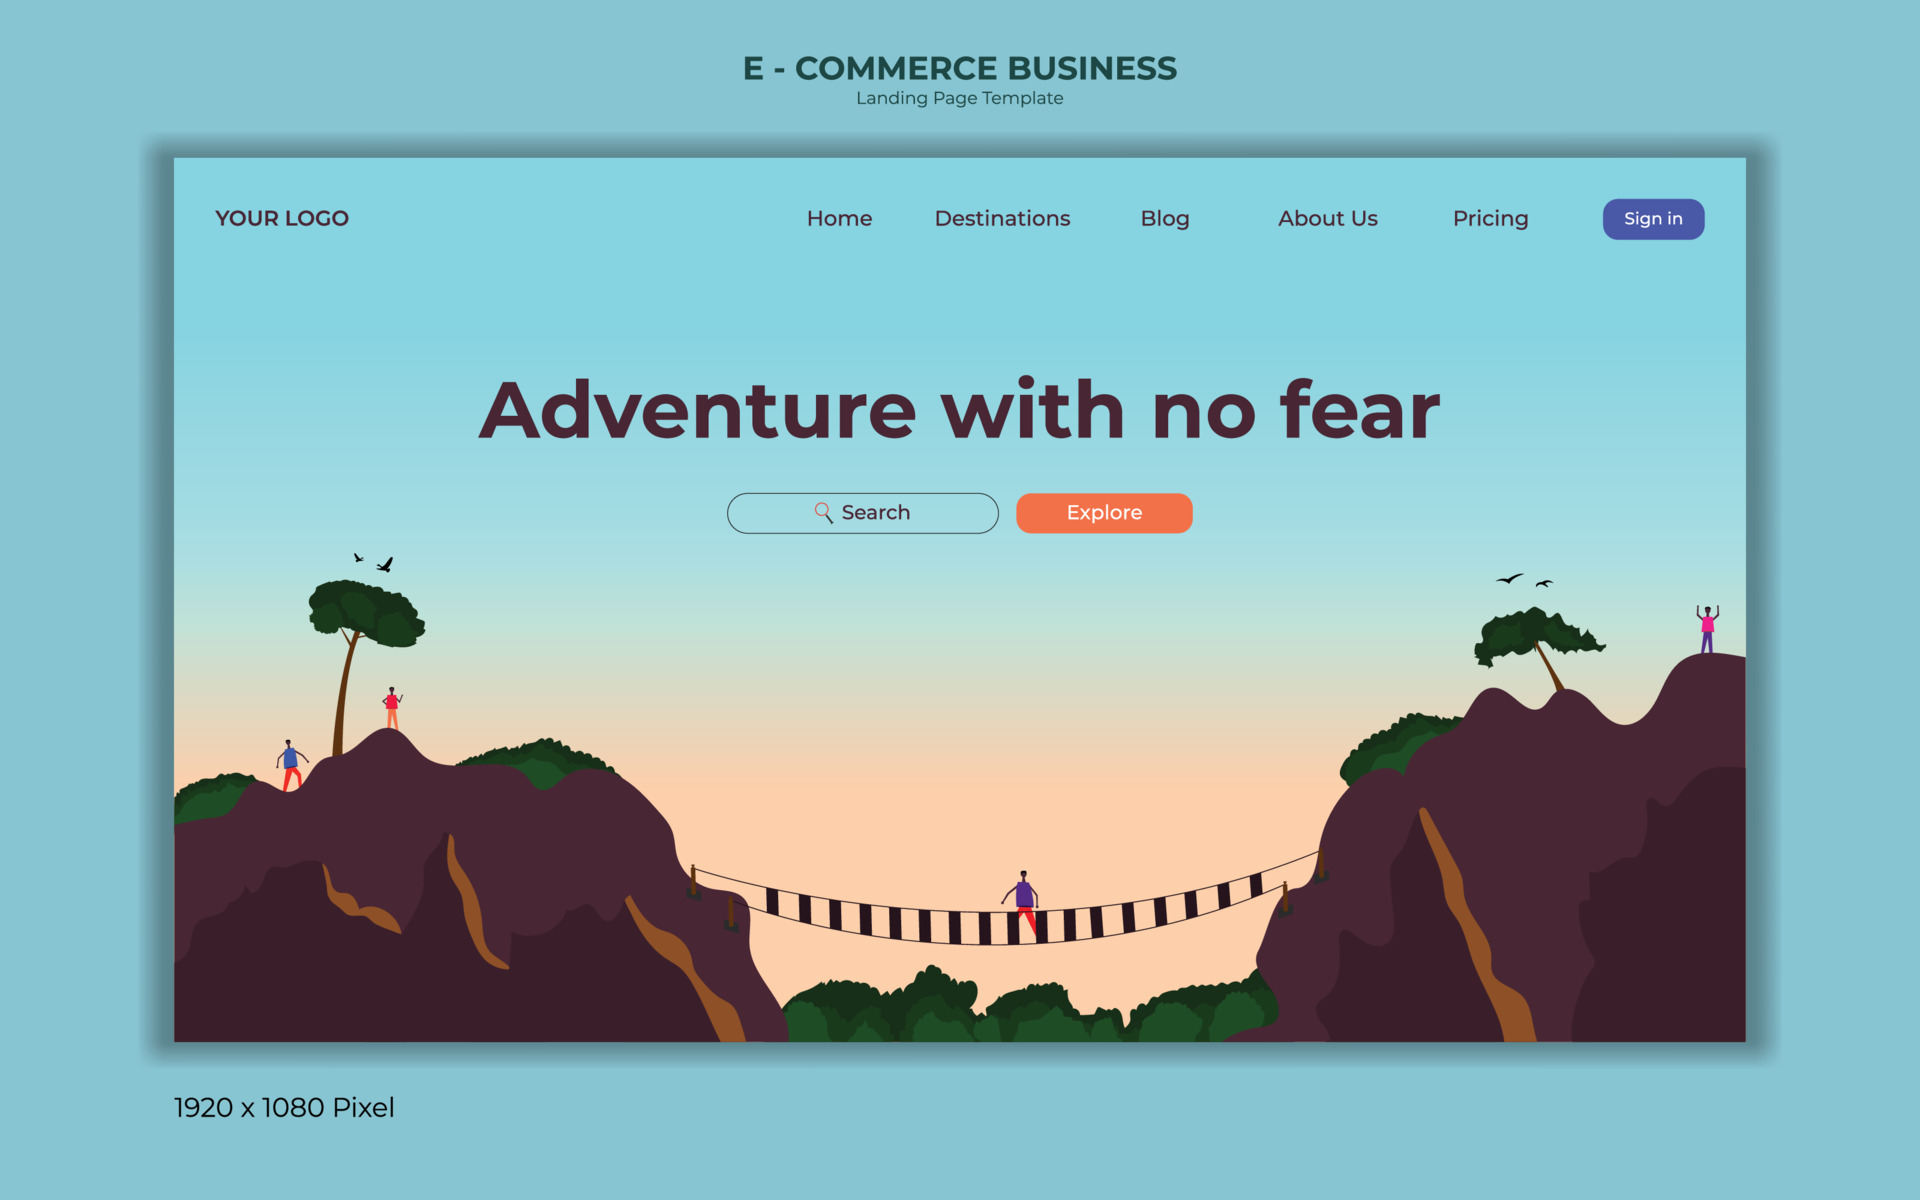 E - COMMERCE BUSINESS
Landing Page Template
YOUR LOGO Home Destinations Blog About Us Pricing Sign in
Adventure with no fear
Search Explore
1920 x 1080 Pixel